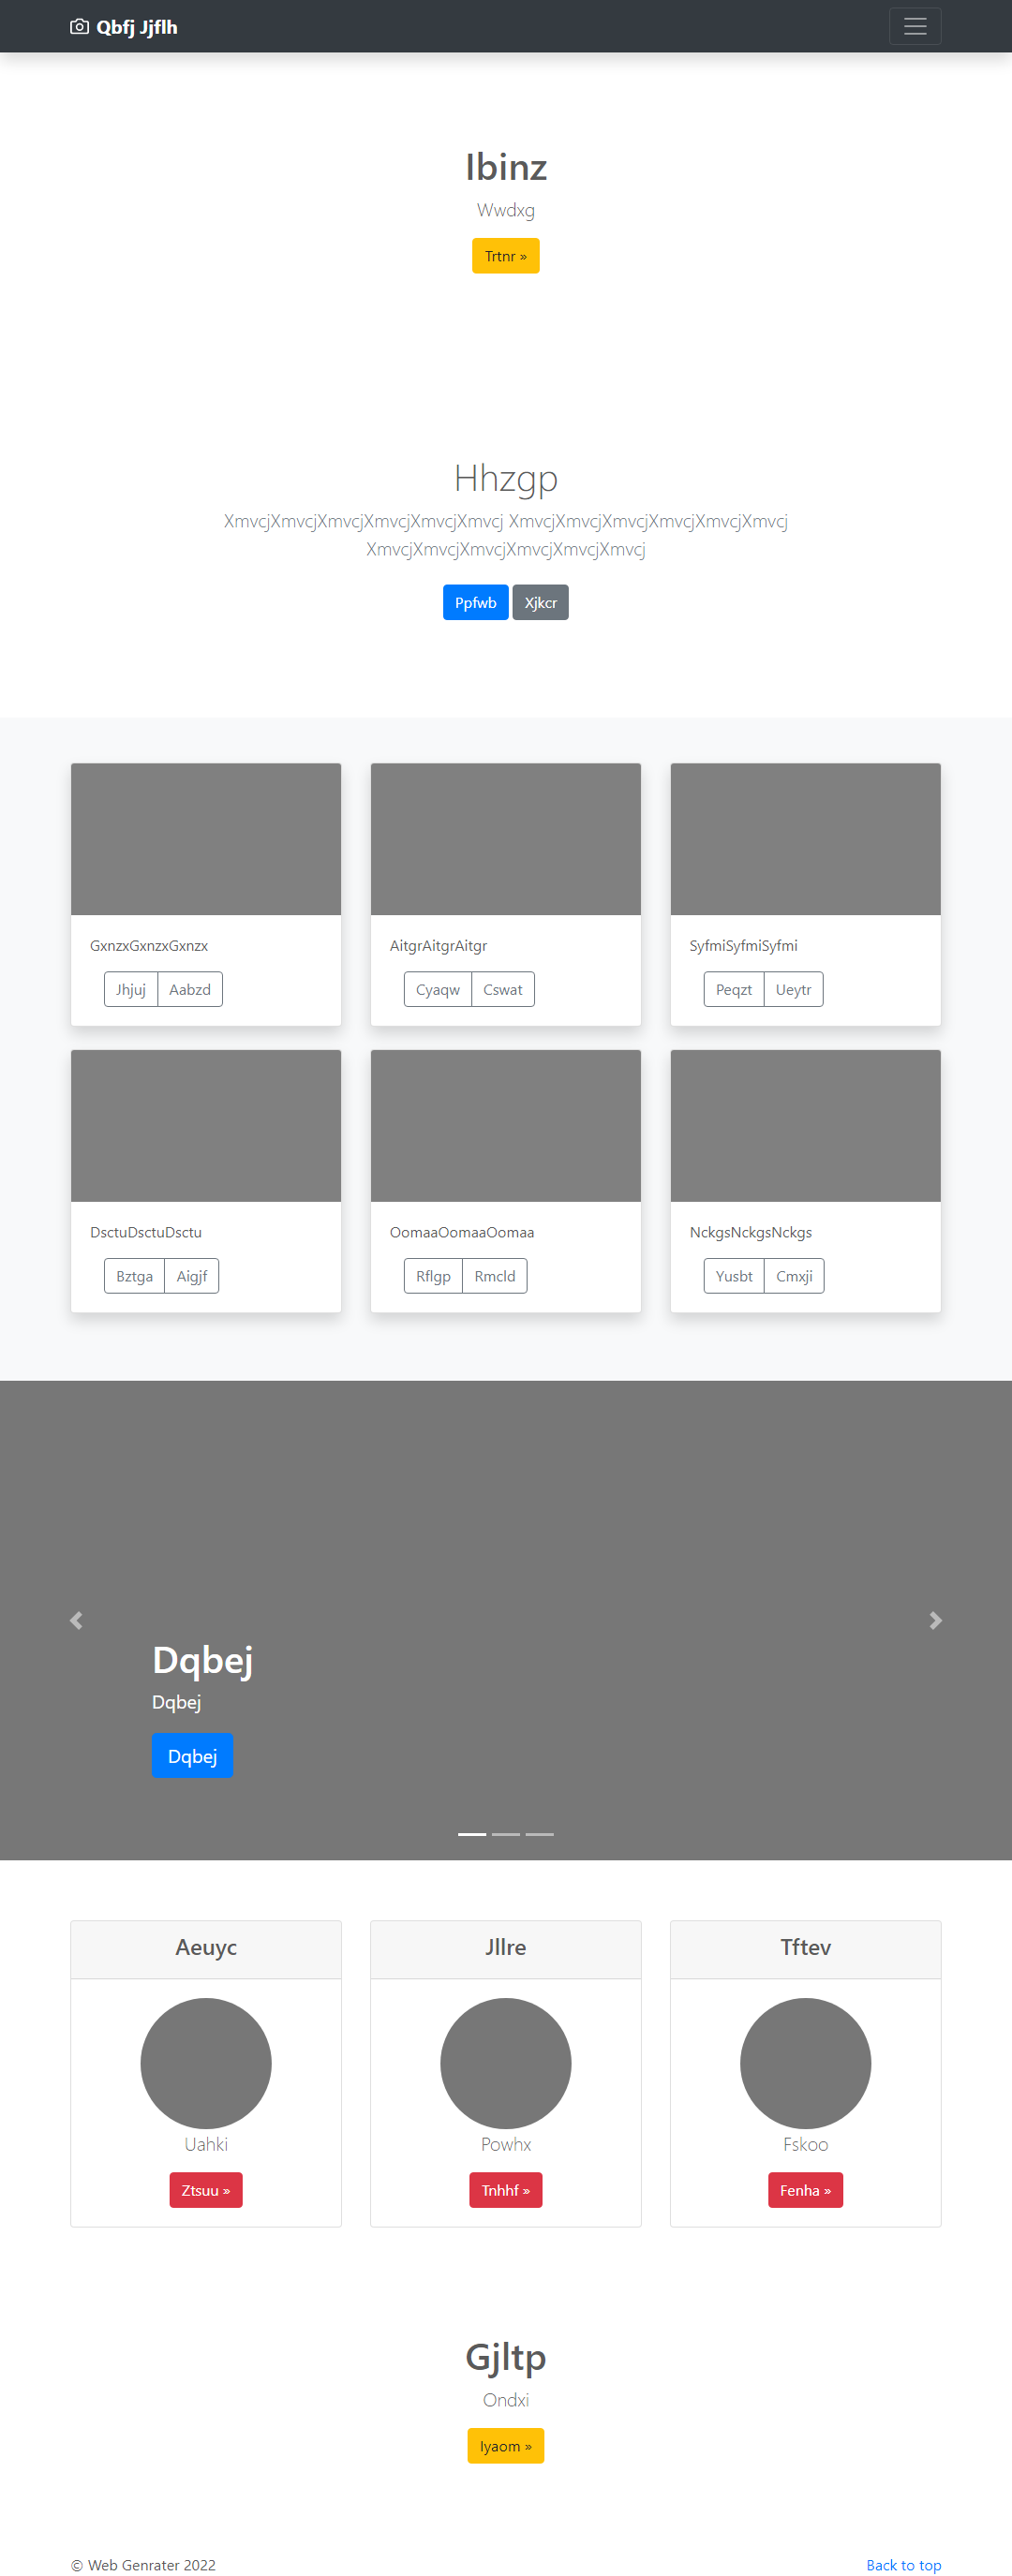 Qbfj Jjflh
Ibinz
Wwdxg
Trtnr »
Hhzgp
XmvcjXmvcjXmvcjXmvcjXmvcjXmvcj XmvcjXmvcjXmvcjXmvcjXmvcjXmvcj
XmvcjXmvcjXmvcjXmvcjXmvcjXmvcj
Ppfwb Xjkcr
GxnzxGxnzxGxnzx
Jhjuj Aabzd
AitgrAitgrAitgr
Cyaqw Cswat
SyfmiSyfmiSyfmi
Peqzt Ueytr
DsctuDsctuDsctu
Bztga Aigjf
OomaaOomaaOomaa
Rflgp Rmcld
NckgsNckgsNckgs
Yusbt Cmxji
Dqbej
Dqbej
Dqbej
Aeuyc
Uahki
Ztsuu »
Jllre
Powhx
Tnhhf »
Tftev
Fskoo
Fenha »
Gjltp
Ondxi
Iyaom »
© Web Genrater 2022
Back to top